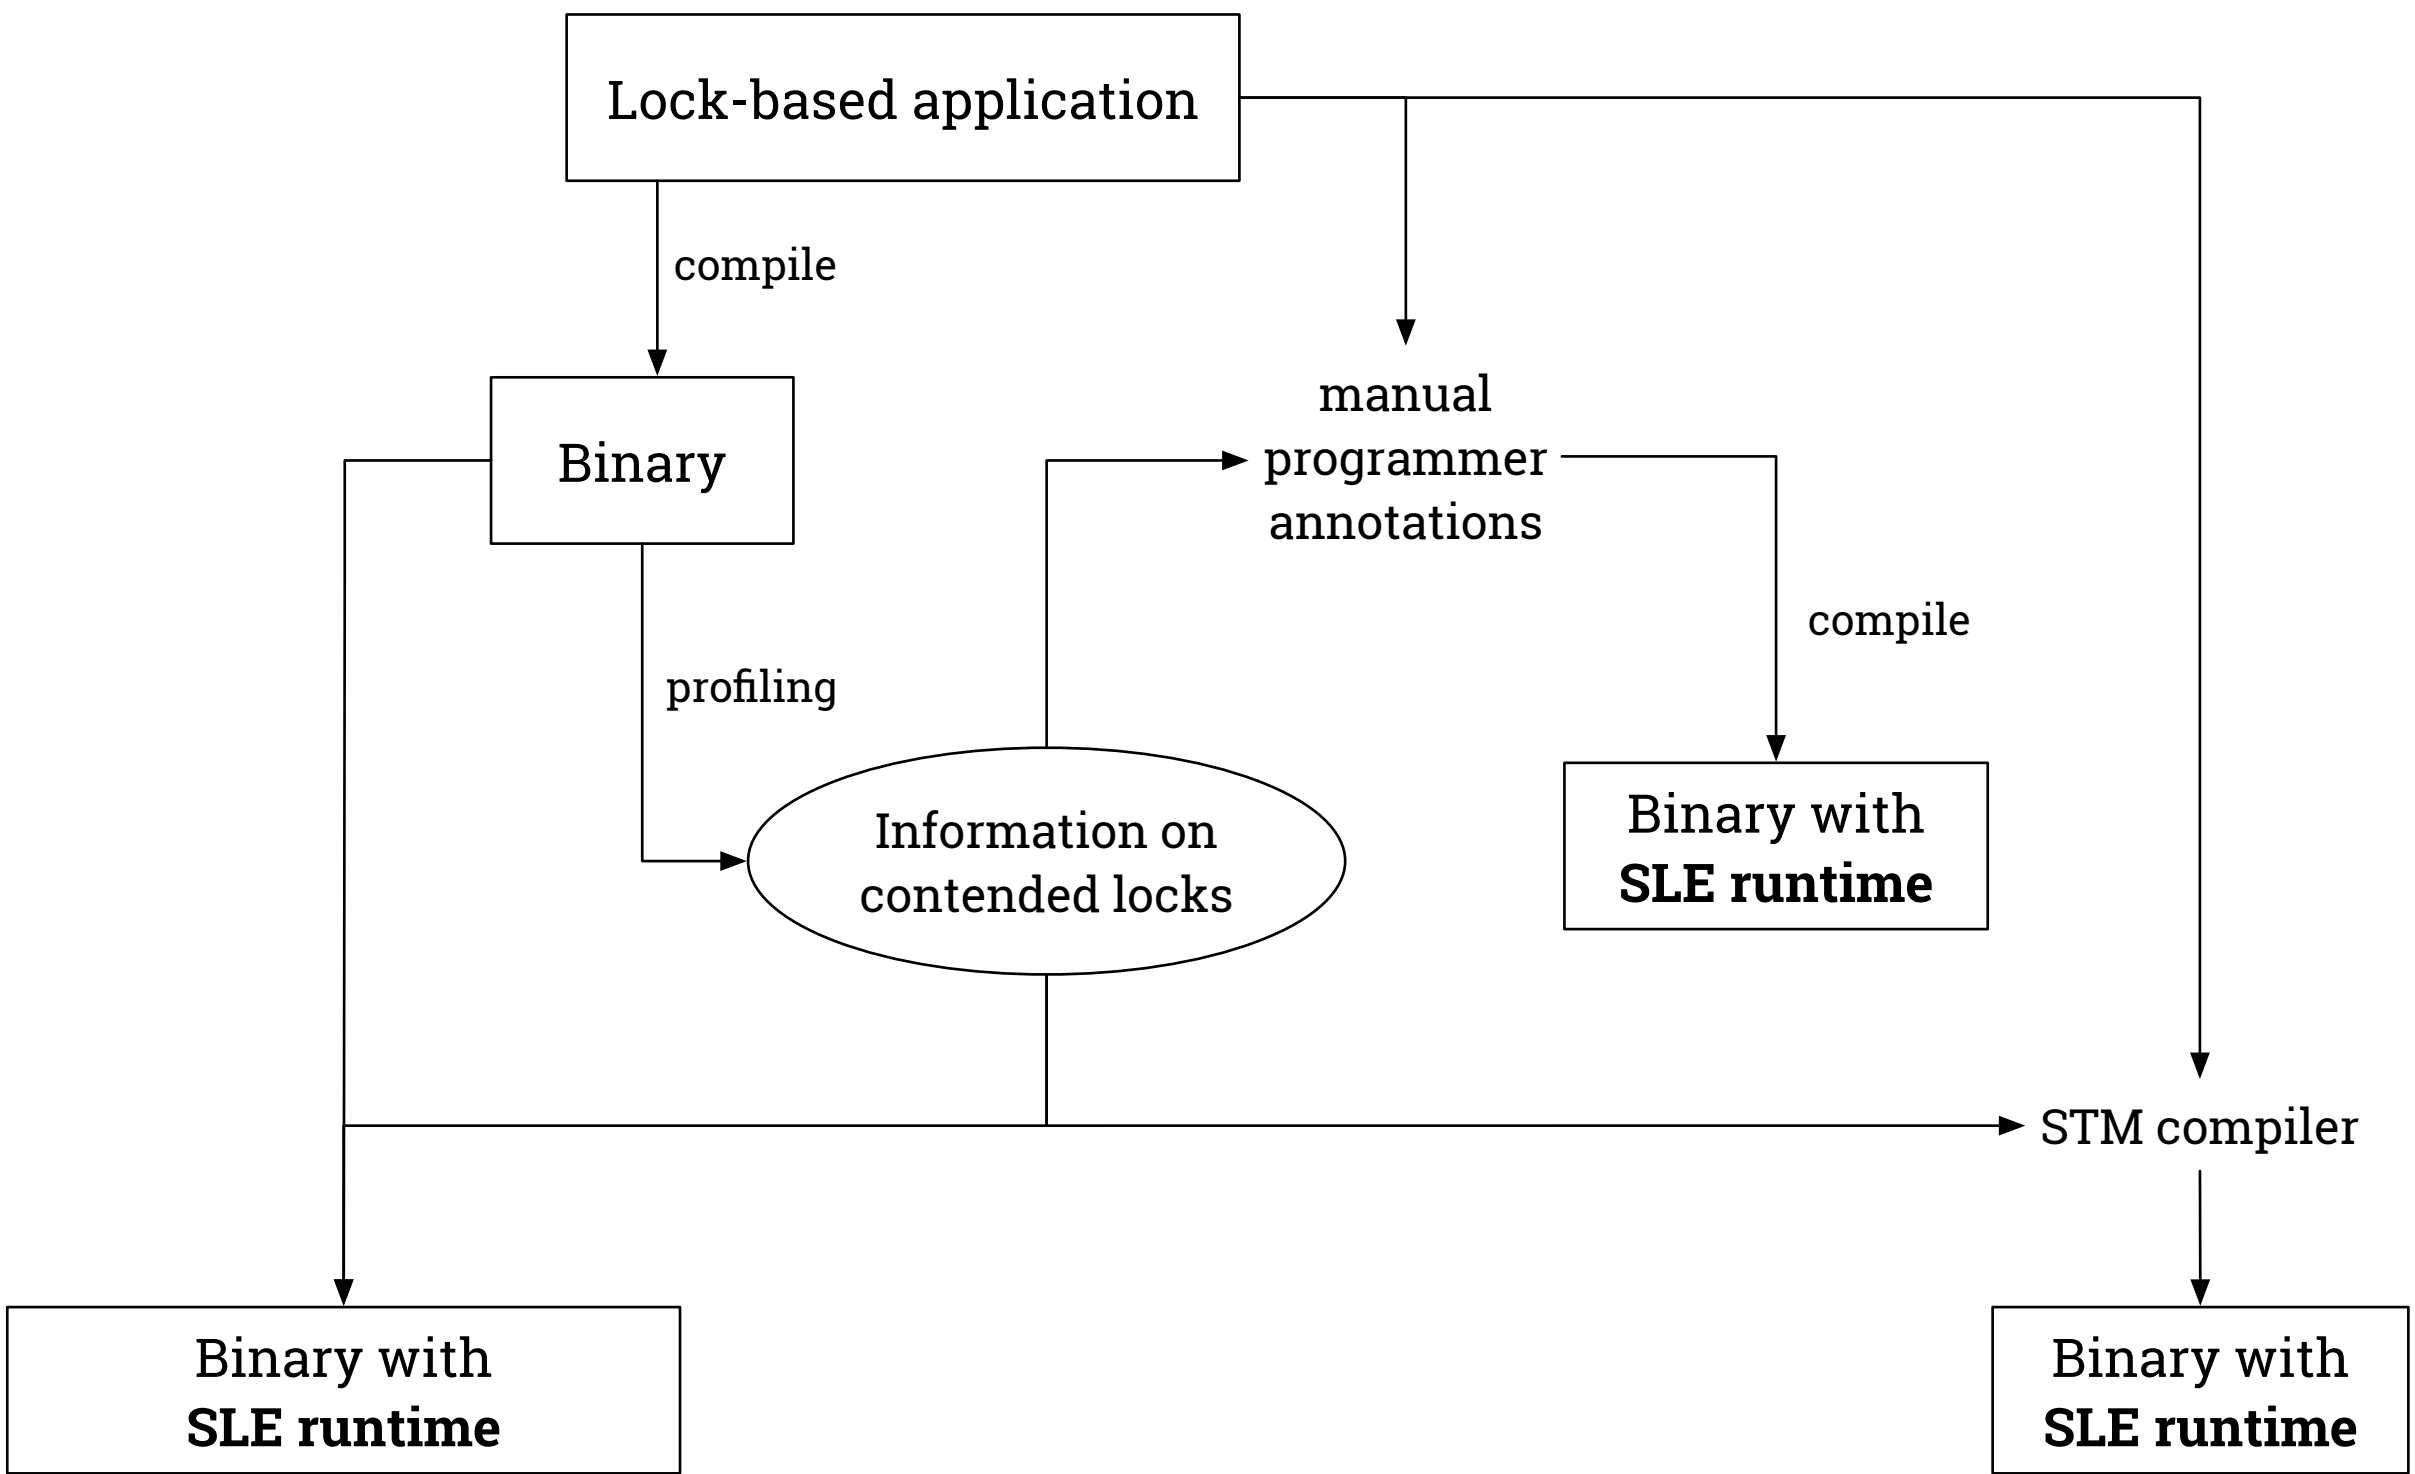 Lock-based application
compile
Binary
manual
programmer
annotations
compile
profiling
Information on
contended locks
Binary with
SLE runtime
STM compiler
Binary with
SLE runtime
Binary with
SLE runtime